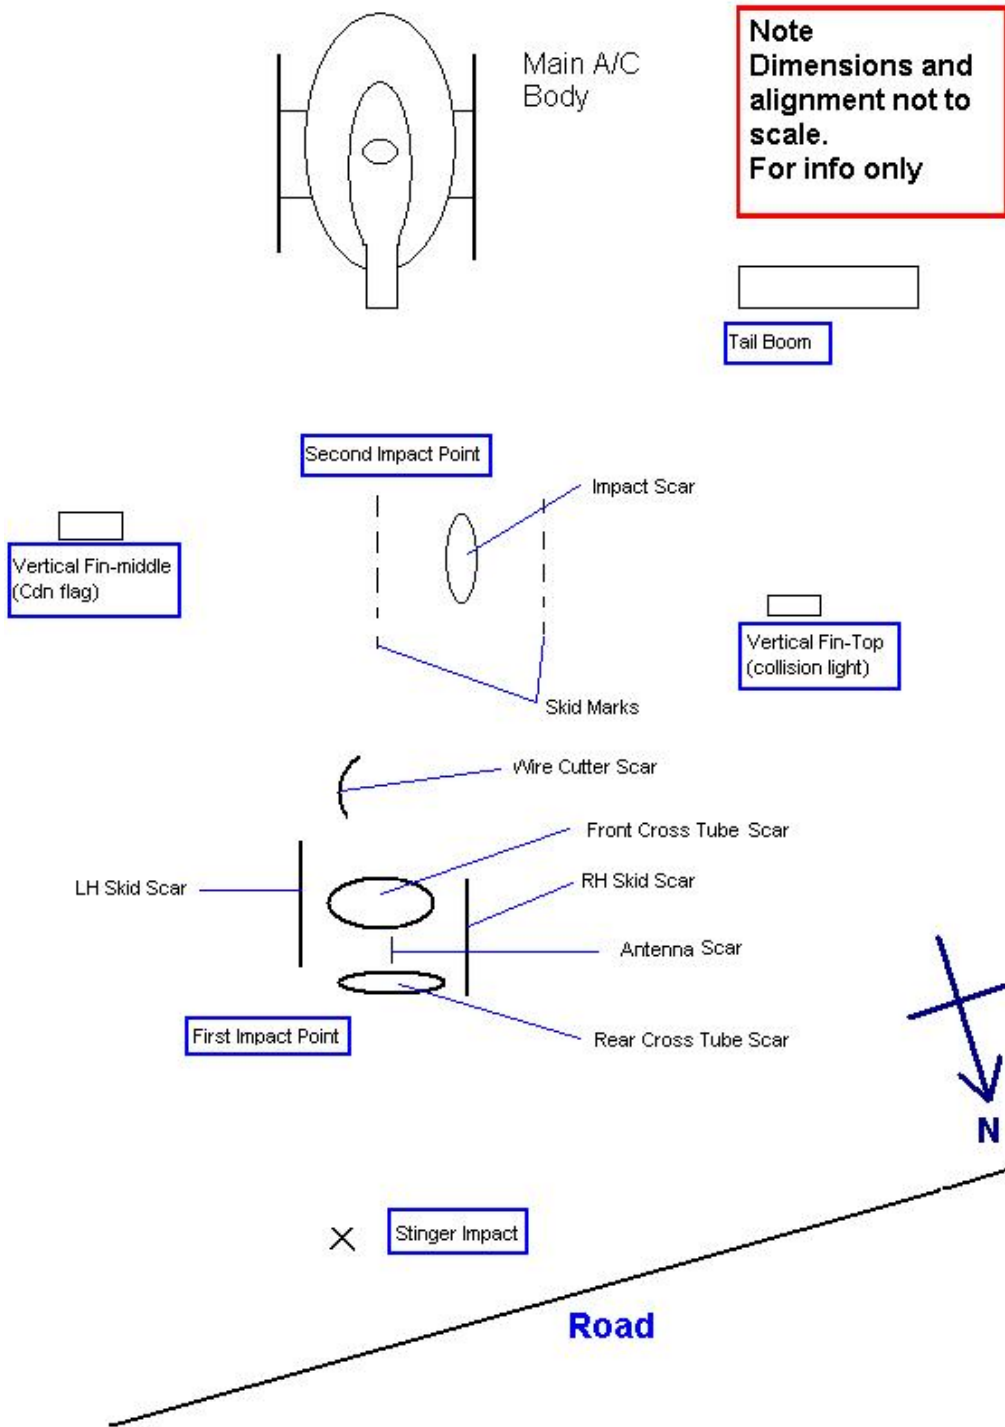 Main A/C
Body
Note
Dimensions and
alignment not to
scale.
For info only
Tail Boom
Second Impact Point
Impact Scar
Vertical Fin-middle
(Cdn flag)
Vertical Fin-Top
(collision light)
Skid Marks
Wire Cutter Scar
Front Cross Tube Scar
LH Skid Scar
RH Skid Scar
Antenna Scar
First Impact Point
Rear Cross Tube Scar
N
Stinger Impact
Road